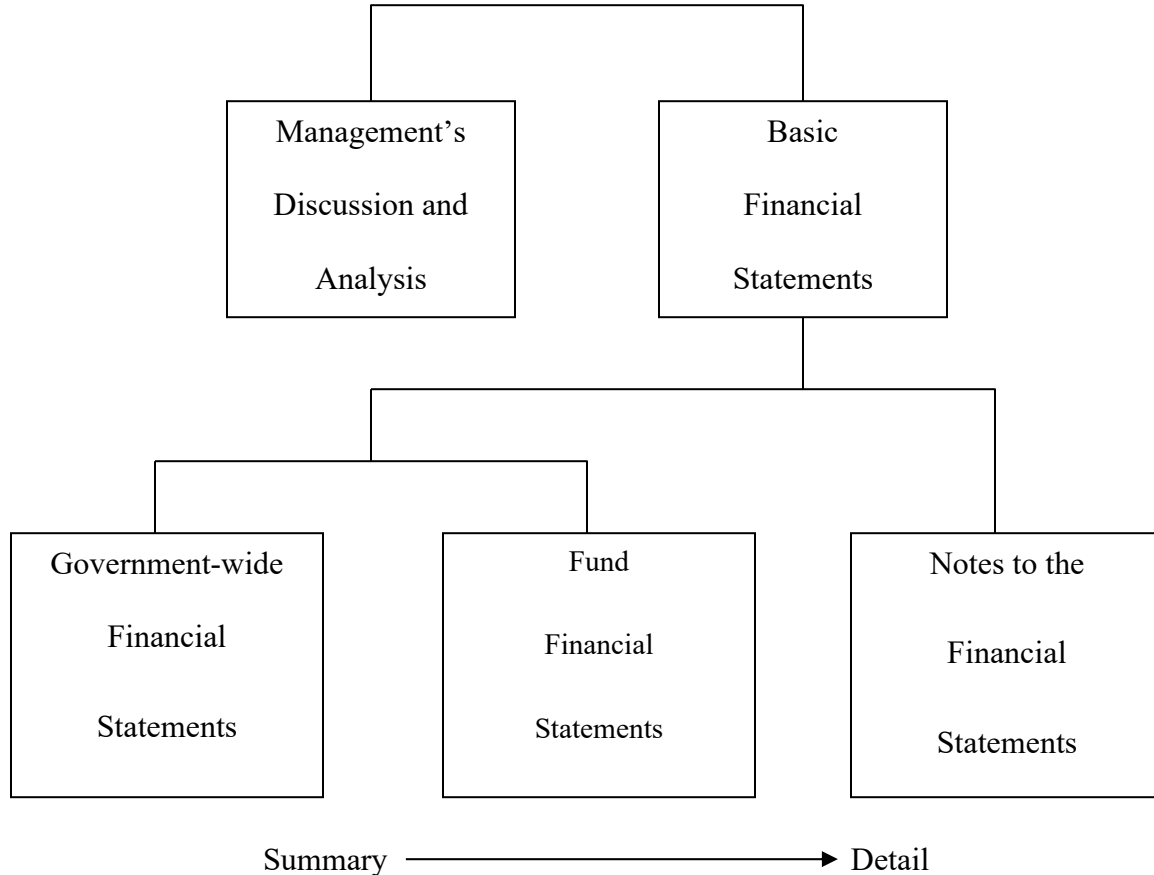 Management’s
Discussion and
Analysis
Basic
Financial
Statements
Government-wide
Financial
Statements
Fund
Financial
Statements
Notes to the
Financial
Statements
Summary
Detail